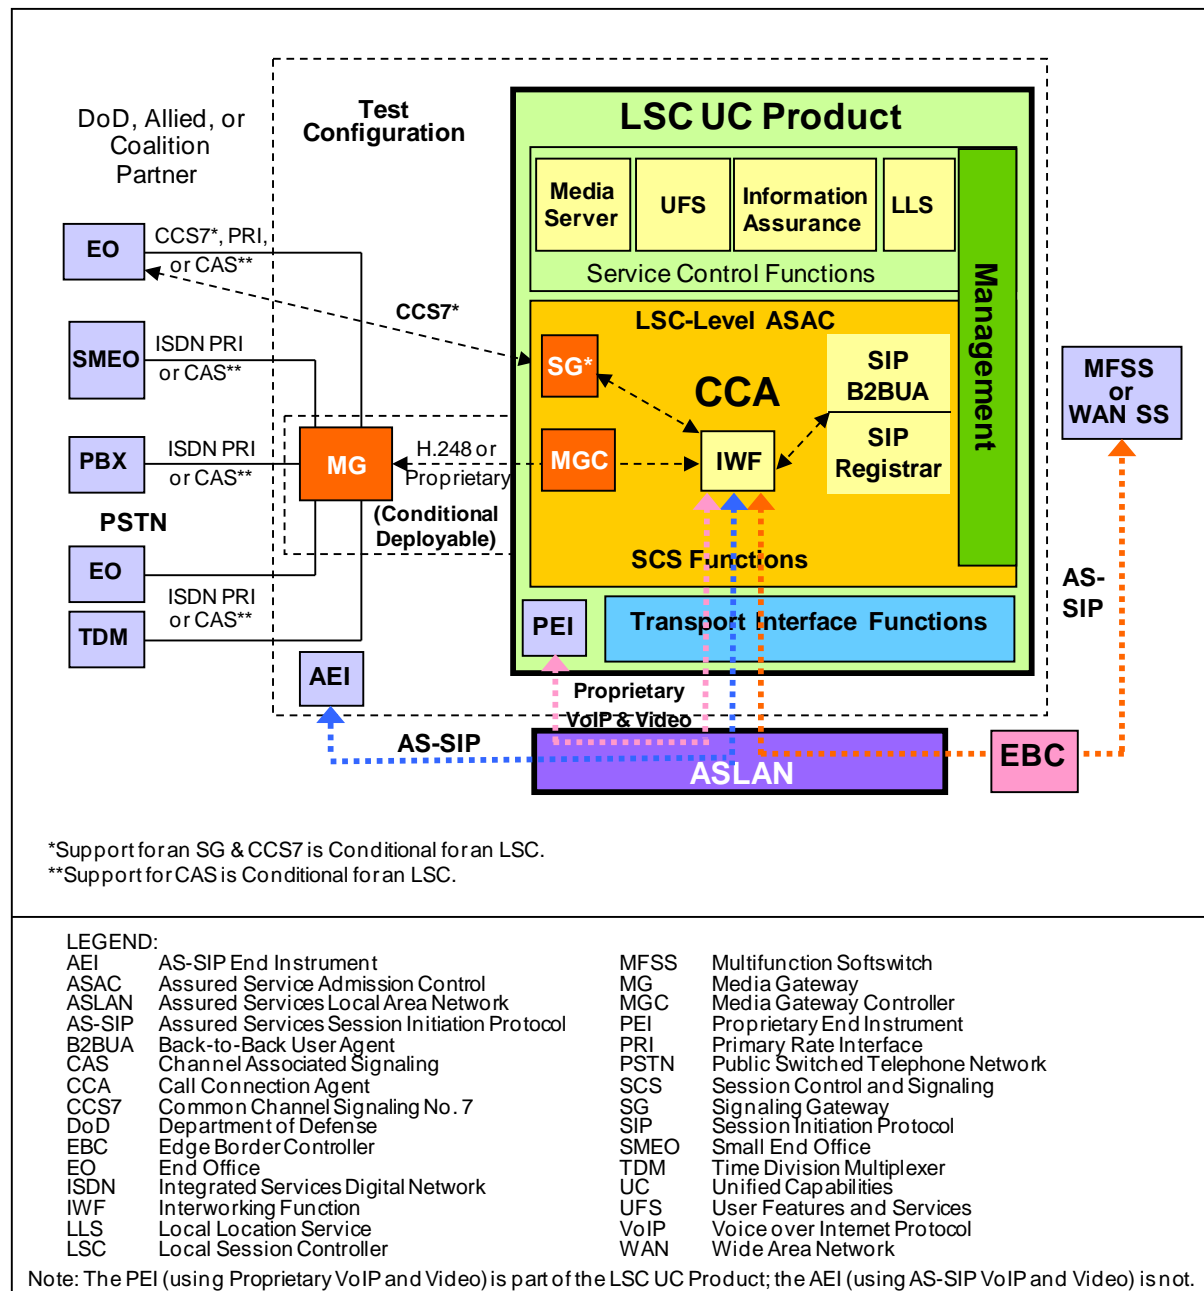 LSC UC Product
Test
Configuration
DoD, Allied, or
Coalition
Partner
Media
Server
UFS
Information
Assurance
LLS
Service Control Functions
Management
EO
CCS7*, PRI,
or CAS**
CCS7*
LSC-Level ASAC
SMEO
ISDN PRI
or CAS**
SG*
CCA
SIP
B2BUA
SIP
Registrar
MFSS
or
WAN SS
PBX
ISDN PRI
or CAS**
MG
H.248 or
Proprietary
MGC
IWF
PSTN
(Conditional
Deployable)
SCS Functions
EO
ISDN PRI
or CAS**
TDM
AS-
SIP
PEI
Transport Interface Functions
AEI
Proprietary
VoIP & Video
AS-SIP
ASLAN
EBC
*Support for an SG & CCS7 is Conditional for an LSC.
**Support for CAS is Conditional for an LSC.
LEGEND:
AEI AS-SIP End Instrument
ASAC Assured Service Admission Control
ASLAN Assured Services Local Area Network
AS-SIP Assured Services Session Initiation Protocol
B2BUA Back-to-Back User Agent
CAS Channel Associated Signaling
CCA Call Connection Agent
CCS7 Common Channel Signaling No. 7
DoD Department of Defense
EBC Edge Border Controller
EO End Office
ISDN Integrated Services Digital Network
IWF Interworking Function
LLS Local Location Service
LSC Local Session Controller
MFSS Multifunction Softswitch
MG Media Gateway
MGC Media Gateway Controller
PEI Proprietary End Instrument
PRI Primary Rate Interface
PSTN Public Switched Telephone Network
SCS Session Control and Signaling
SG Signaling Gateway
SIP Session Initiation Protocol
SMEO Small End Office
TDM Time Division Multiplexer
UC Unified Capabilities
UFS User Features and Services
VoIP Voice over Internet Protocol
WAN Wide Area Network
Note: The PEI (using Proprietary VoIP and Video) is part of the LSC UC Product; the AEI (using AS-SIP VoIP and Video) is not.